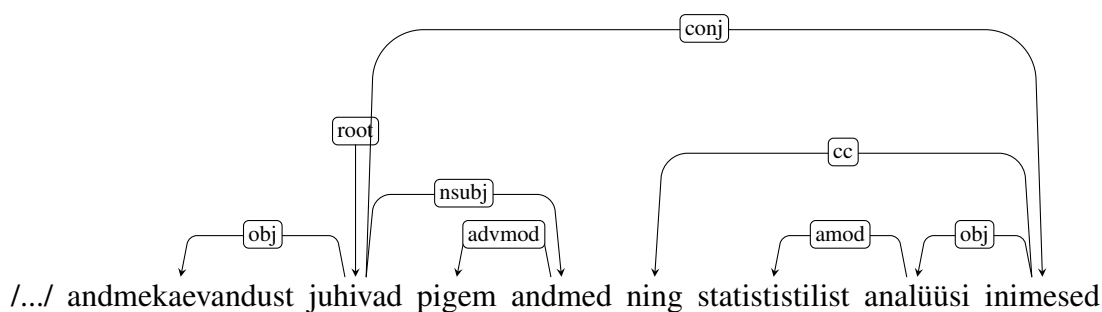 conj
root
cc
nsubj
obj
advmod
amod
obj
/.../ andmekaevandust juhivad pigem andmed ning statististilist analüüsi inimesed